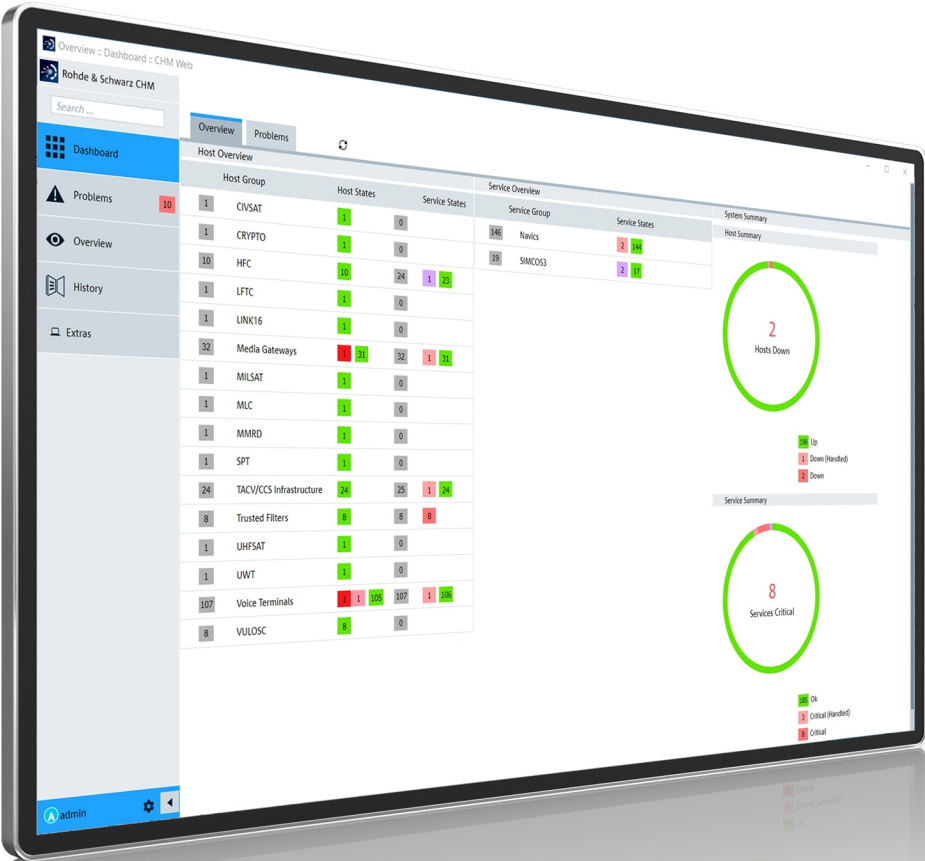 Overview :: Dashboard :: CHM Web
Rohde & Schwarz CHM
Search ...
Dashboard
Problems 10
Overview
History
Extras
admin
Overview Problems
Host Overview
Host Group Host States Service States
1 CIVSAT 1 0
1 CRYPTO 1 0
10 HFC 10 24 1 23
1 LFTC 1 0
1 LINK16 1 0
32 Media Gateways 1 31 32 1 31
1 MILSAT 1 0
1 MLC 1 0
1 MMRD 1 0
1 SPT 1 0
24 TACV/CCS Infrastructure 24 25 1 24
8 Trusted Filters 8 8 8
1 UHFSAT 1 0
1 UWT 1 0
107 Voice Terminals 1 1 105 107 1 106
8 VULOSC 8 0
Service Overview
Service Group Service States
146 Navics 2 144
19 SIMCOS3 2 17
System Summary
Host Summary
2
Hosts Down
198 Up
1 Down (Handled)
2 Down
Service Summary
8
Services Critical
185 Ok
3 Critical (Handled)
8 Critical